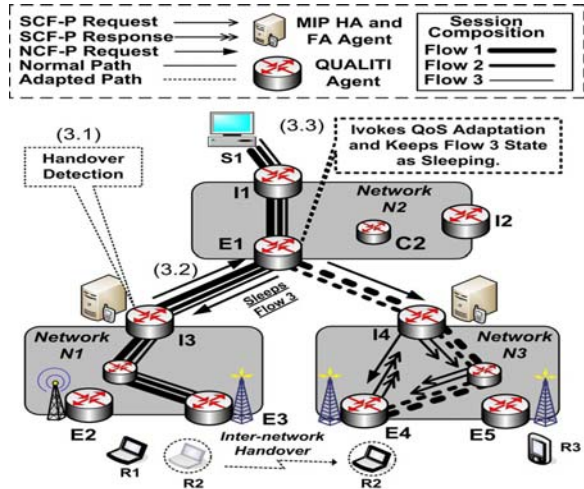 SCF-P Request
SCF-P Response
NCF-P Request
Normal Path
Adapted Path
MIP HA and
FA Agent
QUALITI
Agent
Session
Composition
Flow 1
Flow 2
Flow 3
(3.1)
Handover
Detection
S1
(3.3)
Ivokes QoS Adaptation
and Keeps Flow 3 State
as Sleeping.
I1
Network
N2
I2
E1
C2
(3.2)
Sleeps
Flow 3
I3
I4
Network
N1
Network
N3
E2
E3
E4
E5
R1
R2
Inter-network
Handover
R2
R3